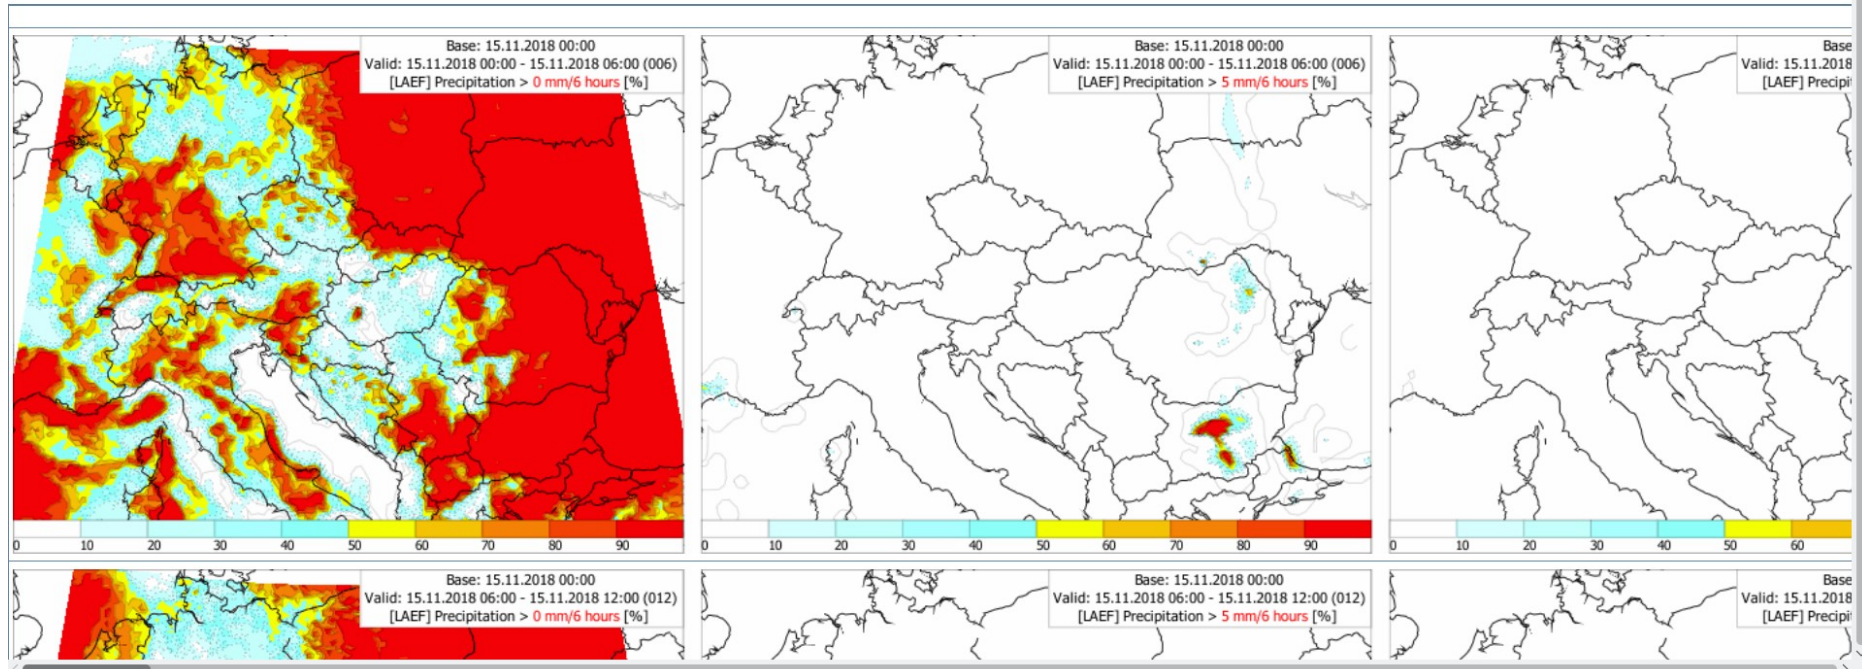 Base: 15.11.2018 00:00
Valid: 15.11.2018 00:00 - 15.11.2018 06:00 (006)
[LAEF] Precipitation > 0 mm/6 hours [%]
Base: 15.11.2018 00:00
Valid: 15.11.2018 00:00 - 15.11.2018 06:00 (006)
[LAEF] Precipitation > 5 mm/6 hours [%]
Base
Valid: 15.11.2018
[LAEF] Precipit
0 10 20 30 40 50 60 70 80 90
0 10 20 30 40 50 60 70 80 90
0 10 20 30 40 50 60
Base: 15.11.2018 00:00
Valid: 15.11.2018 06:00 - 15.11.2018 12:00 (012)
[LAEF] Precipitation > 0 mm/6 hours [%]
Base: 15.11.2018 00:00
Valid: 15.11.2018 06:00 - 15.11.2018 12:00 (012)
[LAEF] Precipitation > 5 mm/6 hours [%]
Base
Valid: 15.11.2018
[LAEF] Precipit